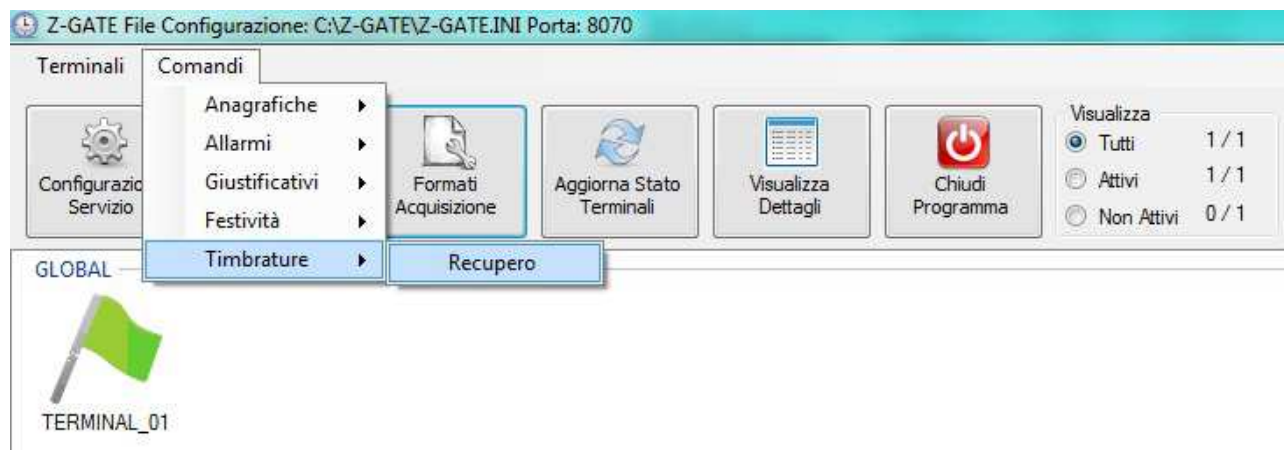 Z-GATE File Configurazione: C:\Z-GATE\Z-GATE.INI Porta: 8070
Terminali Comandi
Anagrafiche
Allarmi
Giustificativi
Festività
Timbrature
Recupero
Configurazio
Servizio
Formati
Acquisizione
Aggiorna Stato
Terminali
Visualizza
Dettagli
Chiudi
Programma
Visualizza
Tutti 1 / 1
Attivi 1 / 1
Non Attivi 0 / 1
GLOBAL
TERMINAL_01